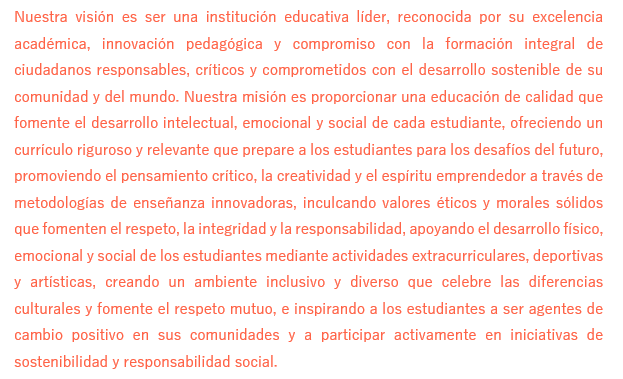 Nuestra visión es ser una institución educativa líder, reconocida por su excelencia
académica, innovación pedagógica y compromiso con la formación integral de
ciudadanos responsables, críticos y comprometidos con el desarrollo sostenible de su
comunidad y del mundo. Nuestra misión es proporcionar una educación de calidad que
fomente el desarrollo intelectual, emocional y social de cada estudiante, ofreciendo un
currículo riguroso y relevante que prepare a los estudiantes para los desafíos del futuro,
promoviendo el pensamiento crítico, la creatividad y el espíritu emprendedor a través de
metodologías de enseñanza innovadoras, inculcando valores éticos y morales sólidos
que fomenten el respeto, la integridad y la responsabilidad, apoyando el desarrollo físico,
emocional y social de los estudiantes mediante actividades extracurriculares, deportivas
y artísticas, creando un ambiente inclusivo y diverso que celebre las diferencias
culturales y fomente el respeto mutuo, e inspirando a los estudiantes a ser agentes de
cambio positivo en sus comunidades y a participar activamente en iniciativas de
sostenibilidad y responsabilidad social.